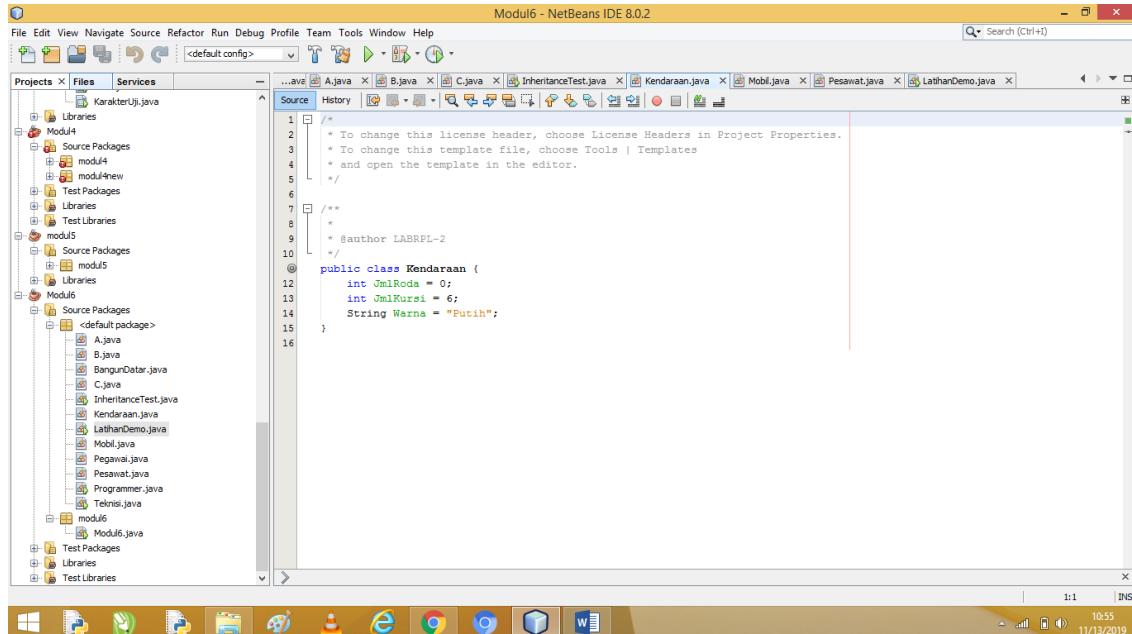 Modul6 - NetBeans IDE 8.0.2
File Edit View Navigate Source Refactor Run Debug Profile Team Tools Window Help
Search (Ctrl+I)
<default config>
Projects Files Services
...ava A.java B.java C.java InheritanceTest.java Kendaraan.java Mobil.java Pesawat.java LatihanDemo.java
Source History
KarakterUji.java
Libraries
Modul4
Source Packages
modul4
modul4new
Test Packages
Libraries
Test Libraries
modul5
Source Packages
modul5
Libraries
Modul6
Source Packages
<default package>
A.java
B.java
BangunDatar.java
C.java
InheritanceTest.java
Kendaraan.java
LatihanDemo.java
Mobil.java
Pegawai.java
Pesawat.java
Programmer.java
Teknisi.java
modul6
Modul6.java
Test Packages
Libraries
Test Libraries
1 /*
2 * To change this license header, choose License Headers in Project Properties.
3 * To change this template file, choose Tools | Templates
4 * and open the template in the editor.
5 */
6
7 /**
8 *
9 * @author LABRPL-2
10 */
public class Kendaraan {
12 int JmlRoda = 0;
13 int JmlKursi = 6;
14 String Warna = "Putih";
15 }
16
1:1 INS
10:55
11/13/2019